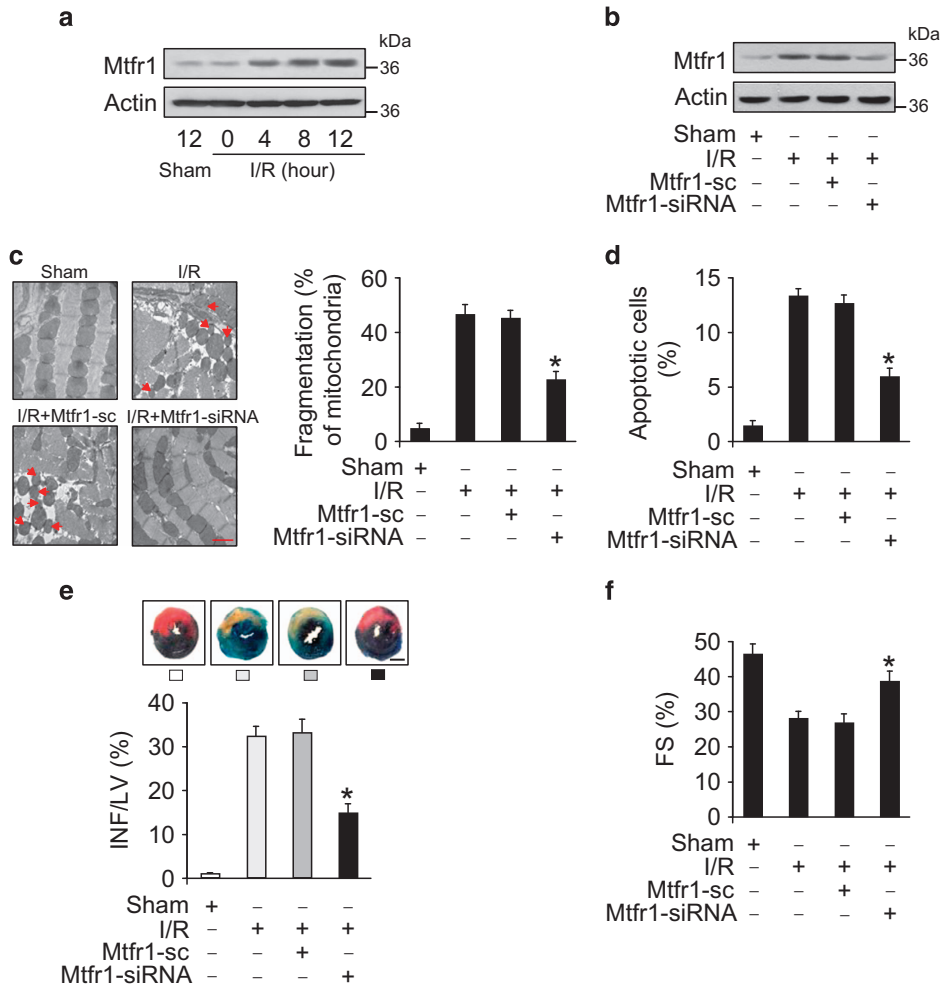 a
kDa
Mtfr1
36
Actin
36
12 0 4 8 12
Sham I/R (hour)
b
kDa
Mtfr1
36
Actin
36
Sham + – – –
I/R – + + +
Mtfr1-sc – – + –
Mtfr1-siRNA – – – +
c
Sham I/R
I/R+Mtfr1-sc I/R+Mtfr1-siRNA
Fragmentation (%
of mitochondria)
60
40
20
0
*
Sham + – – –
I/R – + + +
Mtfr1-sc – – + –
Mtfr1-siRNA – – – +
d
Apoptotic cells
(%)
15
10
5
0
*
Sham + – – –
I/R – + + +
Mtfr1-sc – – + –
Mtfr1-siRNA – – – +
e
INF/LV (%)
40
30
20
10
0
*
Sham + – – –
I/R – + + +
Mtfr1-sc – – + –
Mtfr1-siRNA – – – +
f
FS (%)
50
40
30
20
10
0
*
Sham + – – –
I/R – + + +
Mtfr1-sc – – + –
Mtfr1-siRNA – – – +